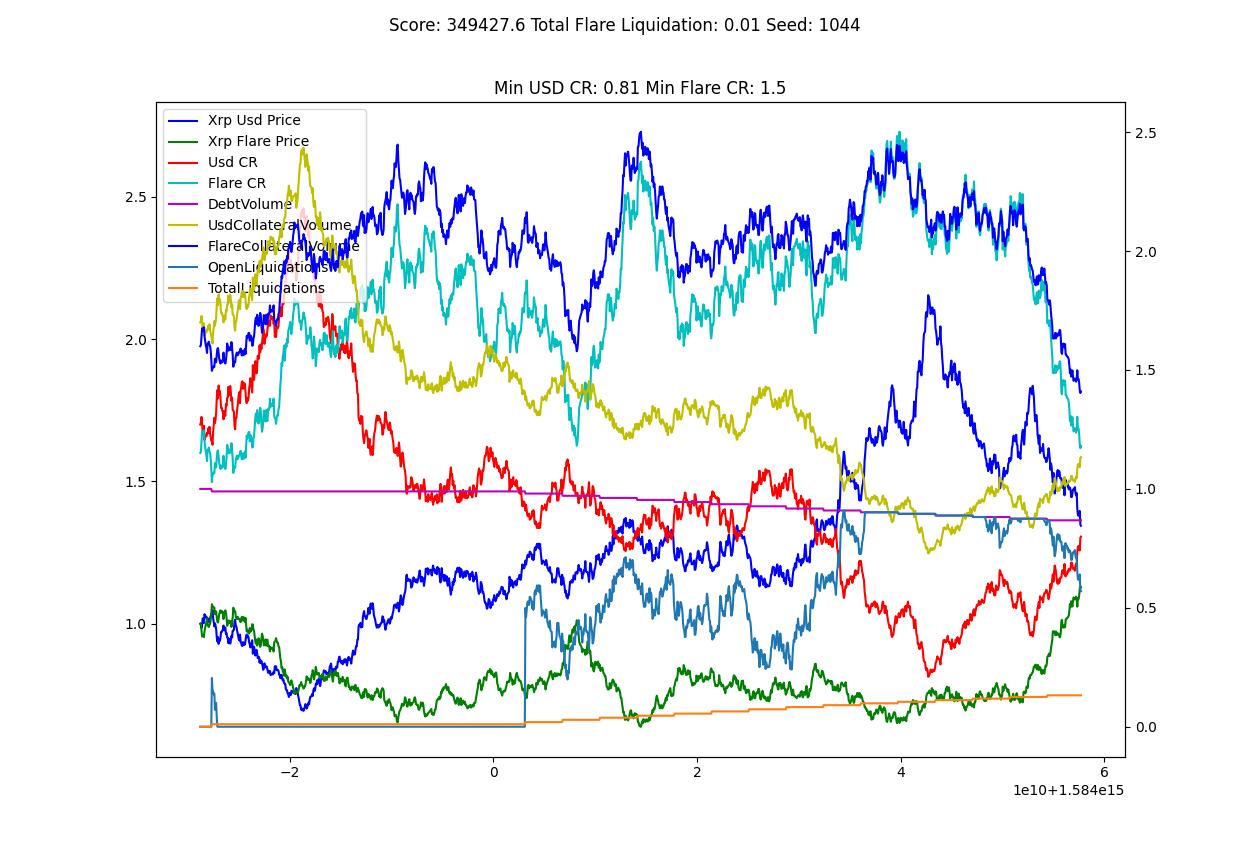 Score: 349427.6 Total Flare Liquidation: 0.01 Seed: 1044
Min USD CR: 0.81 Min Flare CR: 1.5
Xrp Usd Price
Xrp Flare Price
Usd CR
Flare CR
DebtVolume
UsdCollateralVolume
FlareCollateralVolume
OpenLiquidations
TotalLiquidations
2.5
2.0
1.5
1.0
2.5
2.0
1.5
1.0
0.5
0.0
−2
0
2
4
6
1e10+1.584e15